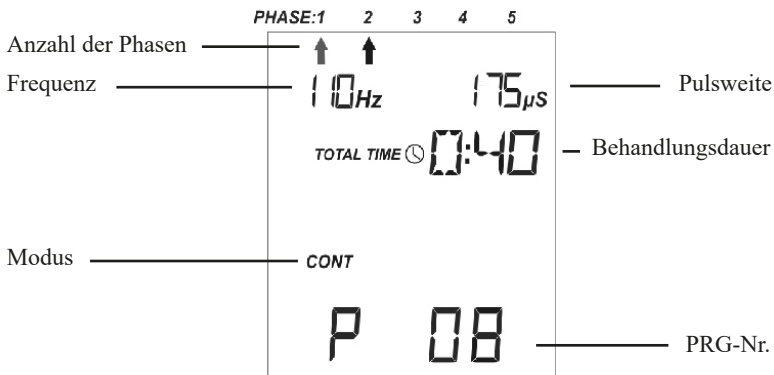 PHASE:1 2 3 4 5
Anzahl der Phasen
Frequenz 110Hz 175µS Pulsweite
TOTAL TIME 0:40 Behandlungsdauer
Modus CONT
P 08 PRG-Nr.